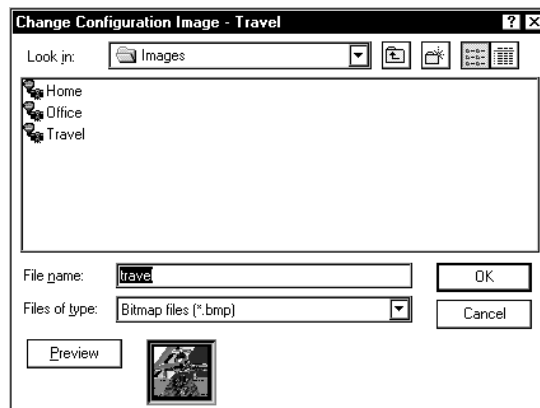 Change Configuration Image - Travel
Look in: Images
Home
Office
Travel
File name: travel OK
Files of type: Bitmap files (*.bmp) Cancel
Preview